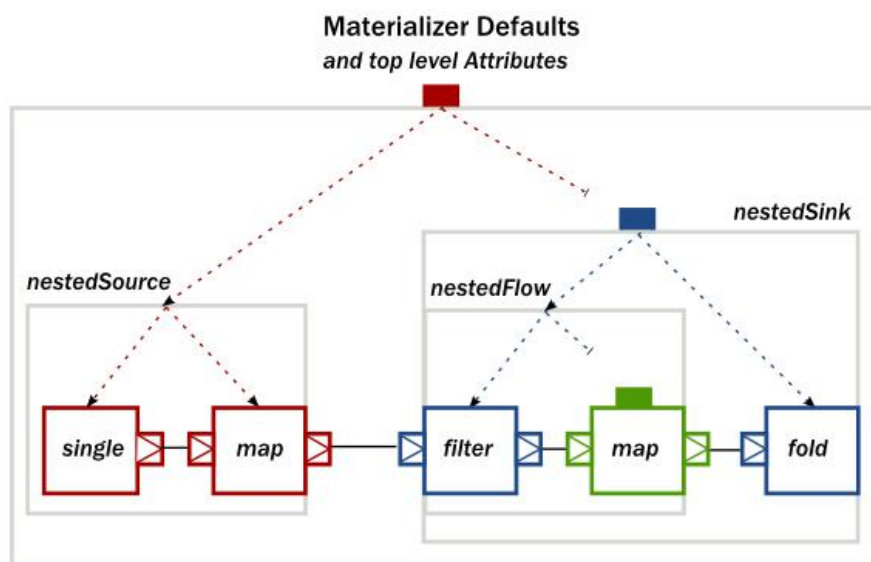 Materializer Defaults
and top level Attributes
nestedSink
nestedSource
nestedFlow
single
map
filter
map
fold